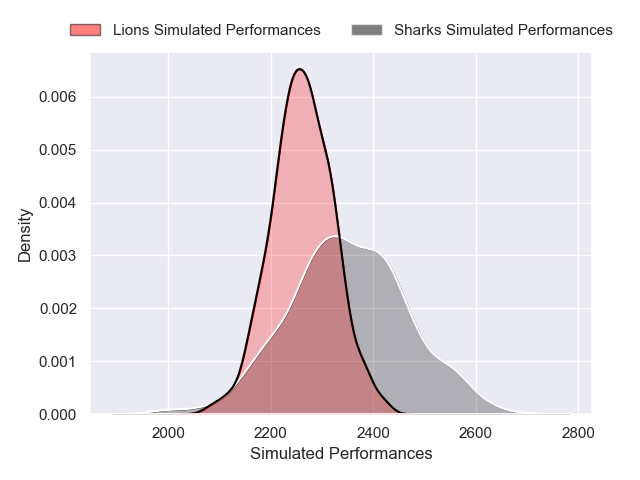 Lions Simulated Performances
Sharks Simulated Performances
0.006
0.005
0.004
0.003
0.002
0.001
0.000
Density
2000 2200 2400 2600 2800
Simulated Performances